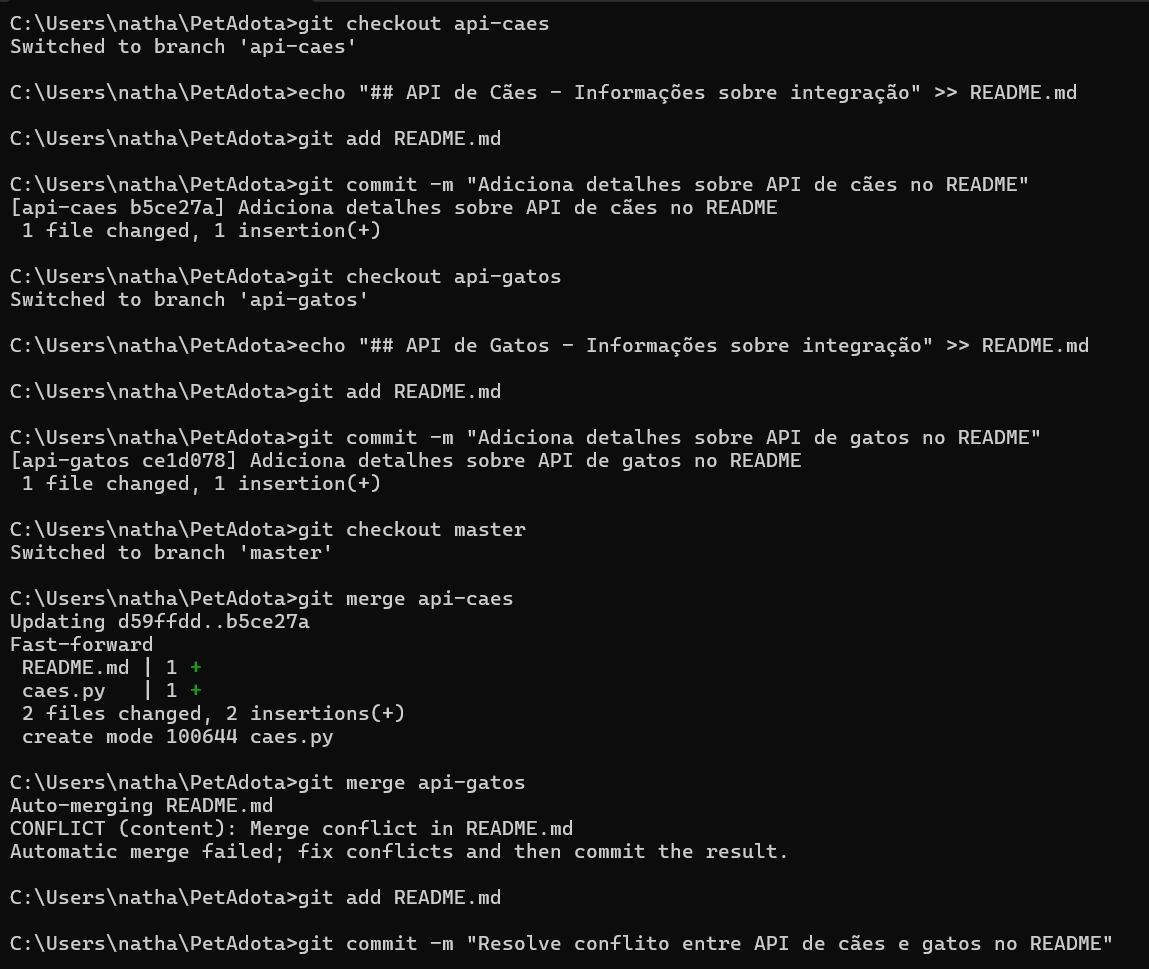 C:\Users\natha\PetAdota>git checkout api-caes
Switched to branch 'api-caes'
C:\Users\natha\PetAdota>echo "## API de Cães - Informações sobre integração" >> README.md
C:\Users\natha\PetAdota>git add README.md
C:\Users\natha\PetAdota>git commit -m "Adiciona detalhes sobre API de cães no README"
[api-caes b5ce27a] Adiciona detalhes sobre API de cães no README
 1 file changed, 1 insertion(+)
C:\Users\natha\PetAdota>git checkout api-gatos
Switched to branch 'api-gatos'
C:\Users\natha\PetAdota>echo "## API de Gatos - Informações sobre integração" >> README.md
C:\Users\natha\PetAdota>git add README.md
C:\Users\natha\PetAdota>git commit -m "Adiciona detalhes sobre API de gatos no README"
[api-gatos ce1d078] Adiciona detalhes sobre API de gatos no README
 1 file changed, 1 insertion(+)
C:\Users\natha\PetAdota>git checkout master
Switched to branch 'master'
C:\Users\natha\PetAdota>git merge api-caes
Updating d59ffdd..b5ce27a
Fast-forward
 README.md | 1 +
 caes.py   | 1 +
 2 files changed, 2 insertions(+)
 create mode 100644 caes.py
C:\Users\natha\PetAdota>git merge api-gatos
Auto-merging README.md
CONFLICT (content): Merge conflict in README.md
Automatic merge failed; fix conflicts and then commit the result.
C:\Users\natha\PetAdota>git add README.md
C:\Users\natha\PetAdota>git commit -m "Resolve conflito entre API de cães e gatos no README"